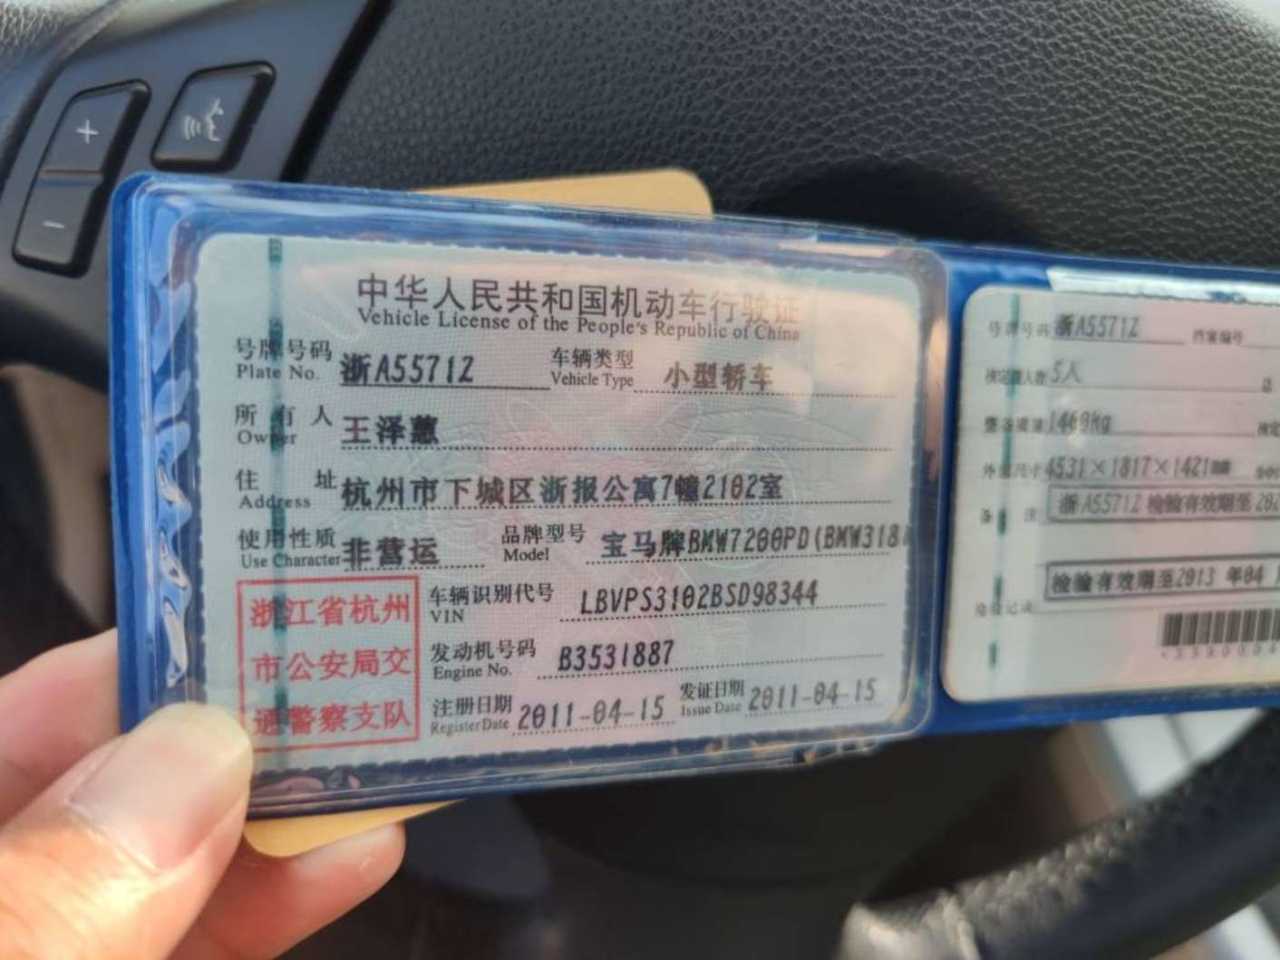 中华人民共和国机动车行驶证
Vehicle License of the People's Republic of China
号牌号码 浙A5571Z 车辆类型 小型轿车
Plate No. Vehicle Type
所有人 王泽蕙
Owner
住址 杭州市下城区浙报公寓7幢2102室
Address
使用性质 非营运 品牌型号 宝马牌BMW7200PD(BMW318
Use Character Model
浙江省杭州
市公安局交
通警察支队
车辆识别代号 LBVPS3102BSD98344
VIN
发动机号码 B3531887
Engine No.
注册日期 2011-04-15 发证日期 2011-04-15
Register Date Issue Date
号牌号码 浙A5571Z 档案编号
核定载人数 5人 总
整备质量 1460kg 核定
外廓尺寸 4531×1817×1421mm
备注 浙A5571Z 检验有效期至
检验有效期至2013 年04
检验记录